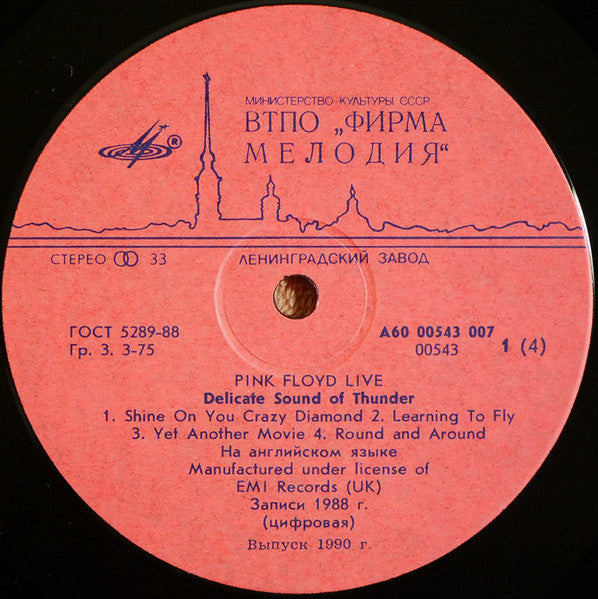 МИНИСТЕРСТВО КУЛЬТУРЫ СССР
ВТПО „ФИРМА
МЕЛОДИЯ“
®
СТЕРЕО 33
ЛЕНИНГРАДСКИЙ ЗАВОД
ГОСТ 5289-88
Гр. 3. 3-75
А60 00543 007
00543
1 (4)
PINK FLOYD LIVE
Delicate Sound of Thunder
1. Shine On You Crazy Diamond 2. Learning To Fly
3. Yet Another Movie 4. Round and Around
На английском языке
Manufactured under license of
EMI Records (UK)
Записи 1988 г.
(цифровая)
Выпуск 1990 г.